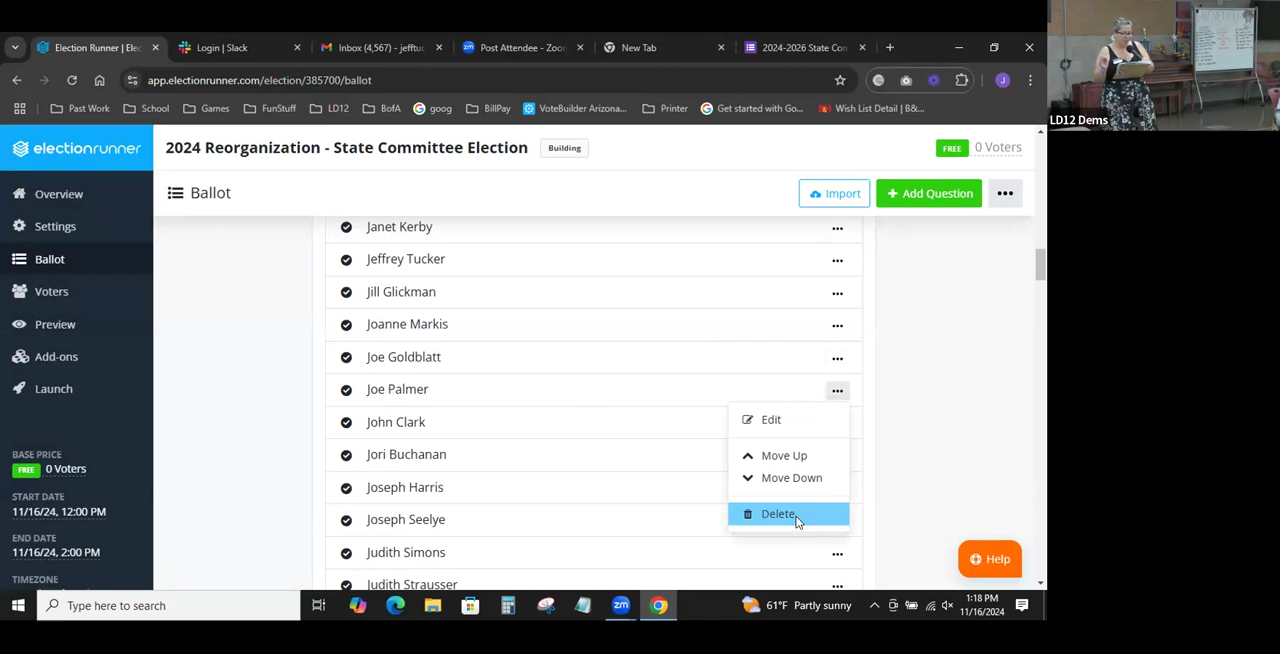 Election Runner | Elec
Login | Slack
Inbox (4,567) - jefftuc
Post Attendee - Zoo
New Tab
2024-2026 State Con
app.electionrunner.com/election/385700/ballot
Past Work
School
Games
FunStuff
LD12
BofA
goog
BillPay
VoteBuilder Arizona...
Printer
Get started with Go...
Wish List Detail | B&...
LD12 Dems
electionrunner
2024 Reorganization - State Committee Election
Building
FREE
0 Voters
Ballot
Import
+ Add Question
Overview
Settings
Ballot
Voters
Preview
Add-ons
Launch
BASE PRICE
FREE 0 Voters
START DATE
11/16/24, 12:00 PM
END DATE
11/16/24, 2:00 PM
TIMEZONE
Janet Kerby
Jeffrey Tucker
Jill Glickman
Joanne Markis
Joe Goldblatt
Joe Palmer
John Clark
Jori Buchanan
Joseph Harris
Joseph Seelye
Judith Simons
Judith Strausser
Edit
Move Up
Move Down
Delete
Help
Type here to search
61°F Partly sunny
1:18 PM
11/16/2024